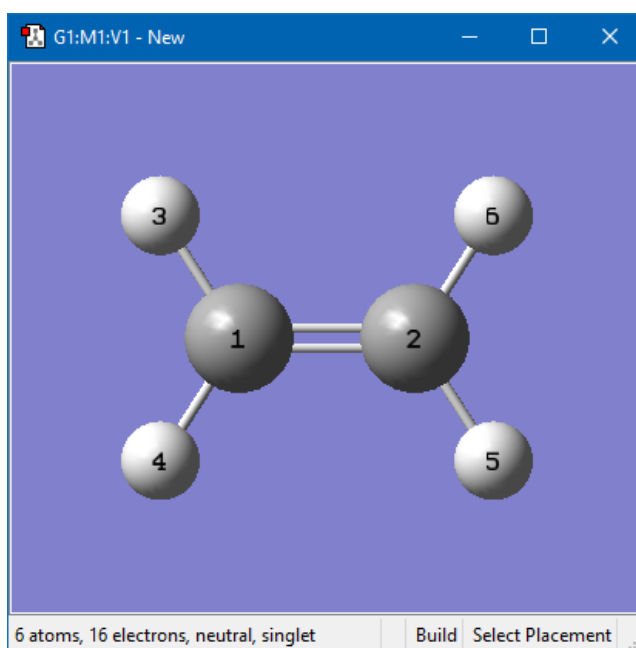 G1:M1:V1 - New
3 6
1 2
4 5
6 atoms, 16 electrons, neutral, singlet Build Select Placement